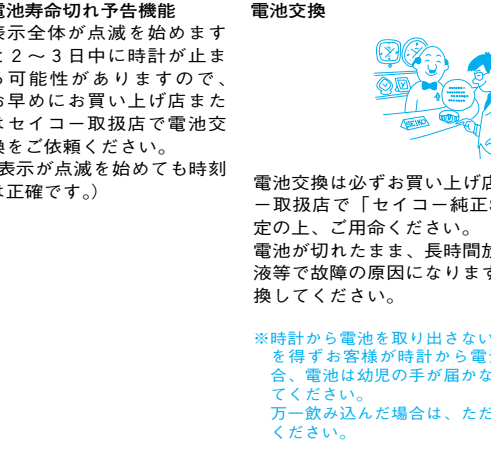 電池寿命切れ予告機能
表示全体が点滅を始めます
と２～３日中に時計が止ま
る可能性がありますので、
お早めにお買い上げ店また
はセイコー取扱店で電池交
換をご依頼ください。
表示が点滅を始めても時刻
は正確です。）
電池交換
SEIKO
電池交換は必ずお買い上げ店
ー取扱店で「セイコー純正
定の上、ご用命ください。
電池が切れたまま、長時間放
液等で故障の原因になります
換してください。
※時計から電池を取り出さない
を得ずお客様が時計から電
合、電池は幼児の手が届かな
てください。
万一飲み込んだ場合は、ただ
ください。